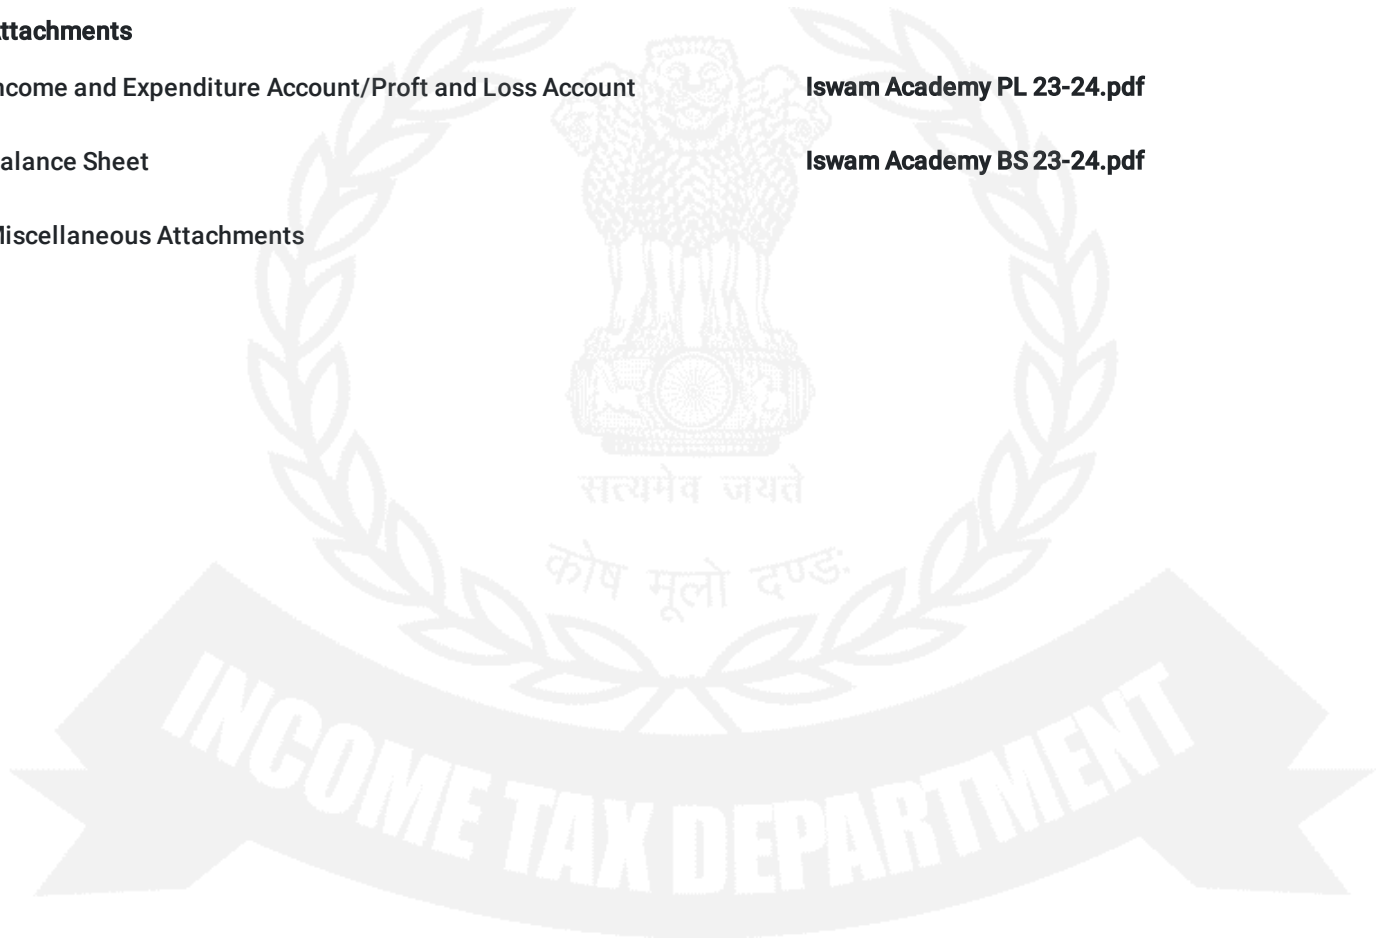 ttachments
ncome and Expenditure Account/Proft and Loss Account Iswam Academy PL 23-24.pdf
alance Sheet Iswam Academy BS 23-24.pdf
Miscellaneous Attachments
सत्यमेव जयते
कोष मूलो दण्डः
INCOME TAX DEPARTMENT